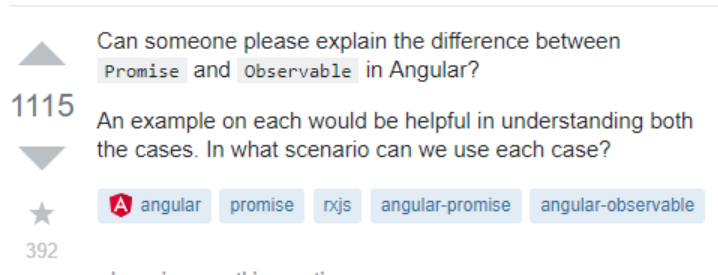 Can someone please explain the difference between
Promise and Observable in Angular?
1115
An example on each would be helpful in understanding both
the cases. In what scenario can we use each case?
angular promise rxjs angular-promise angular-observable
392